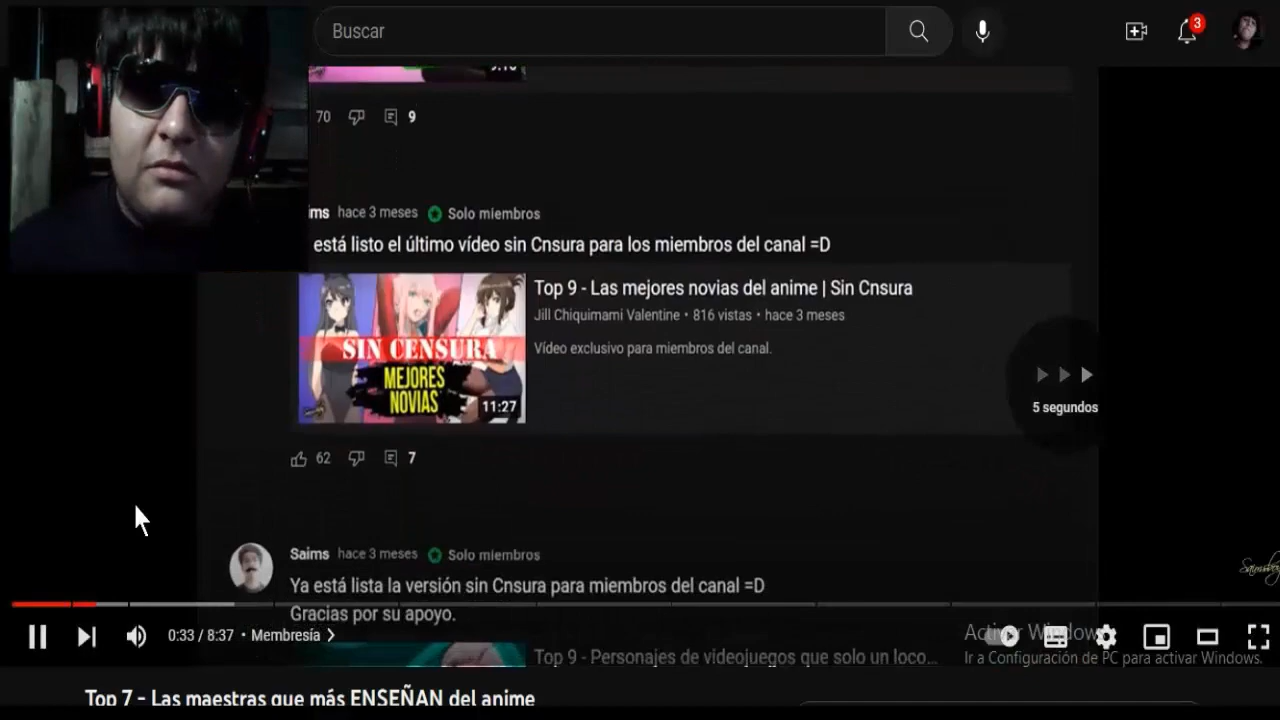 Buscar
3
9:10
70
9
ims hace 3 meses Solo miembros
está listo el último vídeo sin Cnsura para los miembros del canal =D
SIN CENSURA
MEJORES
NOVIAS
11:27
Top 9 - Las mejores novias del anime | Sin Cnsura
Jill Chiquimami Valentine • 816 vistas • hace 3 meses
Vídeo exclusivo para miembros del canal.
5 segundos
62
7
Saims hace 3 meses Solo miembros
Ya está lista la versión sin Cnsura para miembros del canal =D
Gracias por su apoyo.
0:33 / 8:37 • Membresía
Top 9 - Personajes de videojuegos que solo un loco...
Activar Windows
Ir a Configuración de PC para activar Windows.
Top 7 - Las maestras que más ENSEÑAN del anime